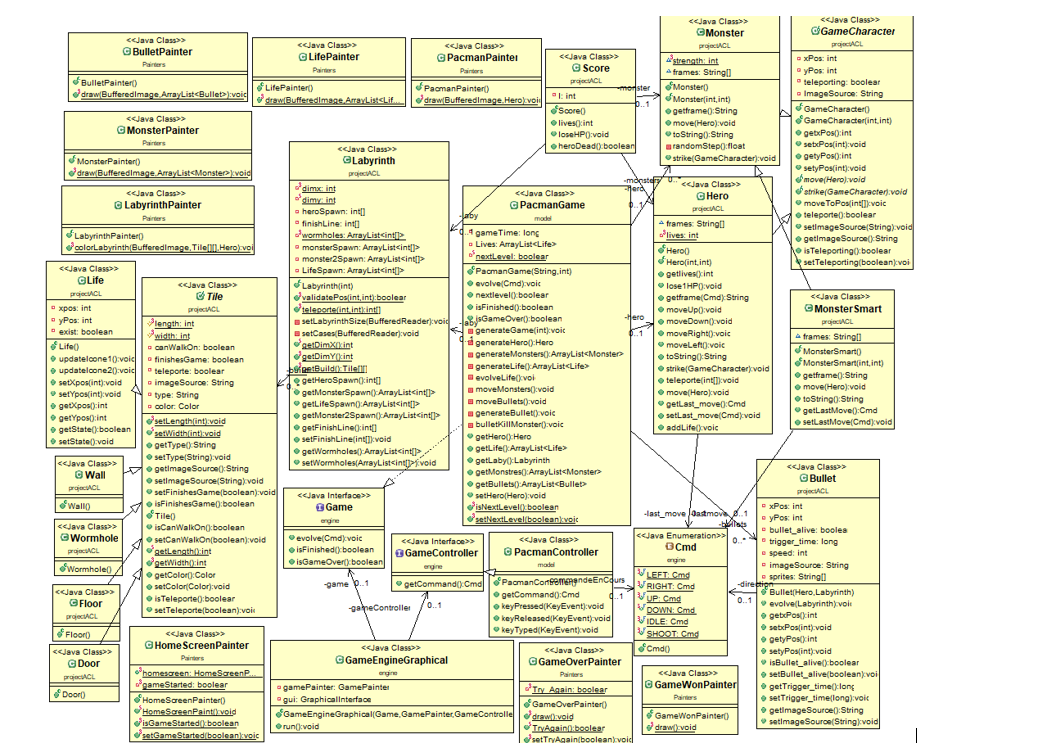 <<Java Class>>
BulletPainter
Painters
BulletPainter()
draw(BufferedImage,ArrayList<Bullet>):void
<<Java Class>>
LifePainter
Painters
LifePainter()
draw(BufferedImage,ArrayList<Lif...
<<Java Class>>
PacmanPainter
Painters
PacmanPainter()
draw(BufferedImage,Hero):void
<<Java Class>>
Score
projectACL
l: int
Score()
lives():int
loseHP():void
heroDead():boolean
<<Java Class>>
Monster
projectACL
strength: int
frames: String[]
Monster()
Monster(int,int)
getframe():String
move(Hero):void
toString():String
randomStep():float
strike(GameCharacter):void
<<Java Class>>
GameCharacter
projectACL
xPos: int
yPos: int
teleporting: boolean
ImageSource: String
GameCharacter()
GameCharacter(int,int)
getxPos():int
setxPos(int):void
getyPos():int
setyPos(int):void
move(Hero):void
strike(GameCharacter):void
moveToPos(int[]):void
teleporte():boolean
setImageSource(String):void
getImageSource():String
isTeleporting():boolean
setTeleporting(boolean):voi
<<Java Class>>
MonsterPainter
Painters
MonsterPainter()
draw(BufferedImage,ArrayList<Monster>):void
<<Java Class>>
LabyrinthPainter
Painters
LabyrinthPainter()
colorLabyrinth(BufferedImage,Tile[][],Hero):voi
<<Java Class>>
Labyrinth
projectACL
dimx: int
dimy: int
heroSpawn: int[]
finishLine: int[]
wormholes: ArrayList<int[]>
monsterSpawn: ArrayList<int[]>
monster2Spawn: ArrayList<int[]>
LifeSpawn: ArrayList<int[]>
Labyrinth(int)
validatePos(int,int):boolean
teleporte(int,int):int[]
setLabyrinthSize(BufferedReader):void
setCases(BufferedReader):void
getDimX():int
getDimY():int
getBuild():Tile[][]
getHeroSpawn():int[]
getMonsterSpawn():ArrayList<int[]>
getLifeSpawn():ArrayList<int[]>
getMonster2Spawn():ArrayList<int[]>
getFinishLine():int[]
setFinishLine(int[]):void
getWormholes():ArrayList<int[]>
setWormholes(ArrayList<int[]>):void
<<Java Class>>
PacmanGame
model
gameTime: long
Lives: ArrayList<Life>
nextLevel: boolean
PacmanGame(String,int)
evolve(Cmd):void
nextlevel():boolean
isFinished():boolean
isGameOver():boolean
generateGame(int):void
generateHero():Hero
generateMonsters():ArrayList<Monster>
generateLife():ArrayList<Life>
evolveLife():voi
moveMonsters():void
moveBullets():void
generateBullet():void
bulletKillMonster():void
getHero():Hero
getLife():ArrayList<Life>
getLaby():Labyrinth
getMonstres():ArrayList<Monster>
getBullets():ArrayList<Bullet>
setHero(Hero):void
isNextLevel():boolean
setNextLevel(boolean):voi
<<Java Class>>
Hero
projectACL
frames: String[]
lives: int
Hero()
Hero(int,int)
getlives():int
lose1HP():void
getframe(Cmd):String
moveUp():void
moveDown():void
moveRight():void
moveLeft():voic
toString():String
strike(GameCharacter):void
teleporte(int[]):void
move(Hero):void
getLast_move():Cmd
setLast_move(Cmd):void
addLife():void
<<Java Class>>
Life
projectACL
xpos: int
yPos: int
exist: boolean
Life()
updateIcone1():voic
updateIcone2():void
setXpos(int):void
setYpos(int):void
getXpos():int
getYpos():int
getState():boolean
setState():void
<<Java Class>>
Tile
projectACL
length: int
width: int
canWalkOn: boolean
finishesGame: boolean
teleporte: boolean
imageSource: String
type: String
color: Color
setLength(int):void
setWidth(int):void
getType():String
setType(String):void
getImageSource():String
setImageSource(String):void
setFinishesGame(boolean):void
isFinishesGame():boolean
Tile()
isCanWalkOn():boolean
setCanWalkOn(boolean):void
getLength():int
getWidth():int
getColor():Color
setColor(Color):void
isTeleporte():boolean
setTeleporte(boolean):void
<<Java Class>>
MonsterSmart
projectACL
frames: String[]
MonsterSmart()
MonsterSmart(int,int)
getframe():String
move(Hero):void
toString():String
getLastMove():Cmd
setLastMove(Cmd):void
<<Java Class>>
Wall
projectACL
Wall()
<<Java Class>>
Wormhole
projectACL
Wormhole()
<<Java Class>>
Floor
projectACL
Floor()
<<Java Class>>
Door
projectACL
Door()
<<Java Interface>>
Game
engine
evolve(Cmd):voic
isFinished():boolean
isGameOver():boolean
<<Java Interface>>
GameController
engine
getCommand():Cmd
<<Java Class>>
PacmanController
model
PacmanController()
getCommand():Cmd
keyPressed(KeyEvent):void
keyReleased(KeyEvent):void
keyTyped(KeyEvent):void
<<Java Enumeration>>
Cmd
engine
LEFT: Cmd
RIGHT: Cmd
UP: Cmd
DOWN: Cmd
IDLE: Cmd
SHOOT: Cmd
Cmd()
<<Java Class>>
Bullet
projectACL
xPos: int
yPos: int
bullet_alive: boolea
trigger_time: long
speed: int
imageSource: String
sprites: String[]
Bullet(Hero,Labyrinth)
evolve(Labyrinth):voi
getxPos():int
setxPos(int):void
getyPos():int
setyPos(int):void
isBullet_alive():boolea
setBullet_alive(boolean):voi
getTrigger_time():long
setTrigger_time(long):voi
getImageSource():String
setImageSource(String):void
<<Java Class>>
HomeScreenPainter
Painters
homescreen: HomeScreenP...
gameStarted: boolean
HomeScreenPainter()
HomeScreenPaint():void
isGameStarted():boolean
setGameStarted(boolean):void
<<Java Class>>
GameEngineGraphical
engine
gamePainter: GamePainter
gui: GraphicalInterface
GameEngineGraphical(Game,GamePainter,GameControlle
run():void
<<Java Class>>
GameOverPainter
Painters
Try_Again: boolear
GameOverPainter()
draw():void
TryAgain():boolean
setTryAgain(boolean):void
<<Java Class>>
GameWonPainter
Painters
GameWonPainter()
draw():void
-monster
0..1
-monsters
0..*
-hero
0..1
-laby
0..1
-laby
0..1
-hero
0..1
-last_move
0..1
-lastmove
0..1
-bullets
0..*
-direction
0..1
commandeEnCours
0..1
-game
0..1
-gameController
0..1